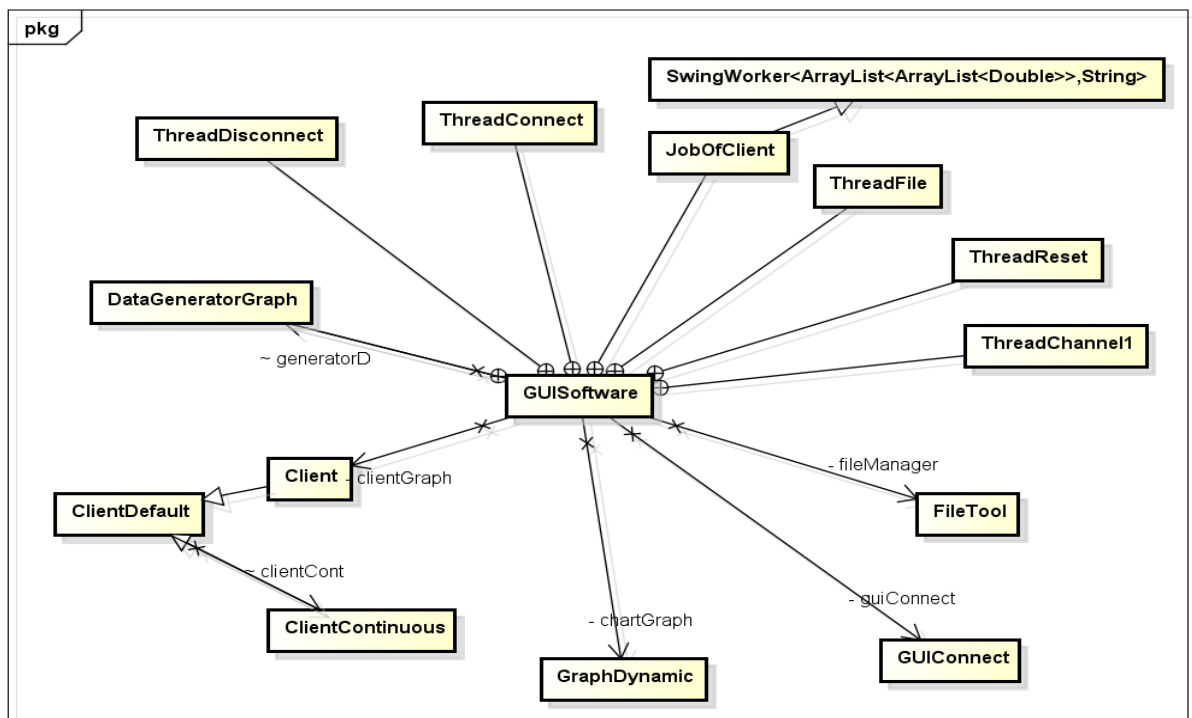 pkg
SwingWorker<ArrayList<ArrayList<Double>>,String>
ThreadConnect
ThreadDisconnect
JobOfClient
ThreadFile
ThreadReset
DataGeneratorGraph
ThreadChannel1
~ generatorD
GUISoftware
- fileManager
Client
- clientGraph
ClientDefault
FileTool
~ clientCont
- guiConnect
- chartGraph
ClientContinuous
GUIConnect
GraphDynamic